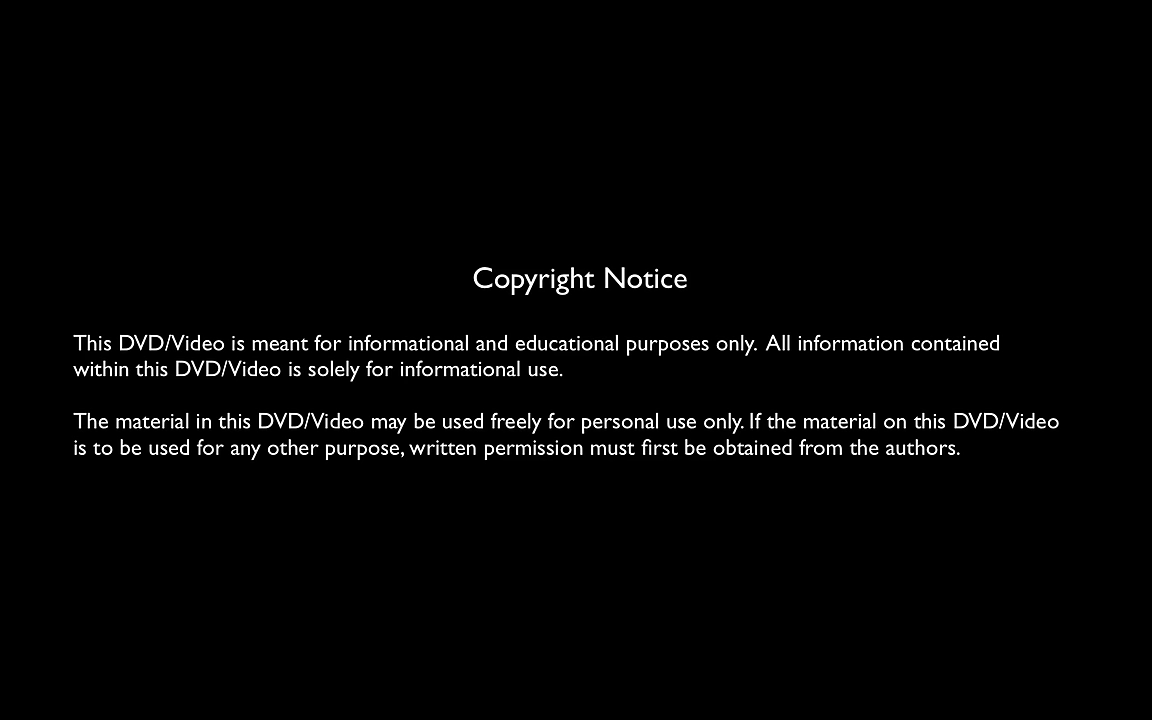 Copyright Notice
This DVD/Video is meant for informational and educational purposes only.  All information contained
within this DVD/Video is solely for informational use.
The material in this DVD/Video may be used freely for personal use only. If the material on this DVD/Video
is to be used for any other purpose, written permission must first be obtained from the authors.